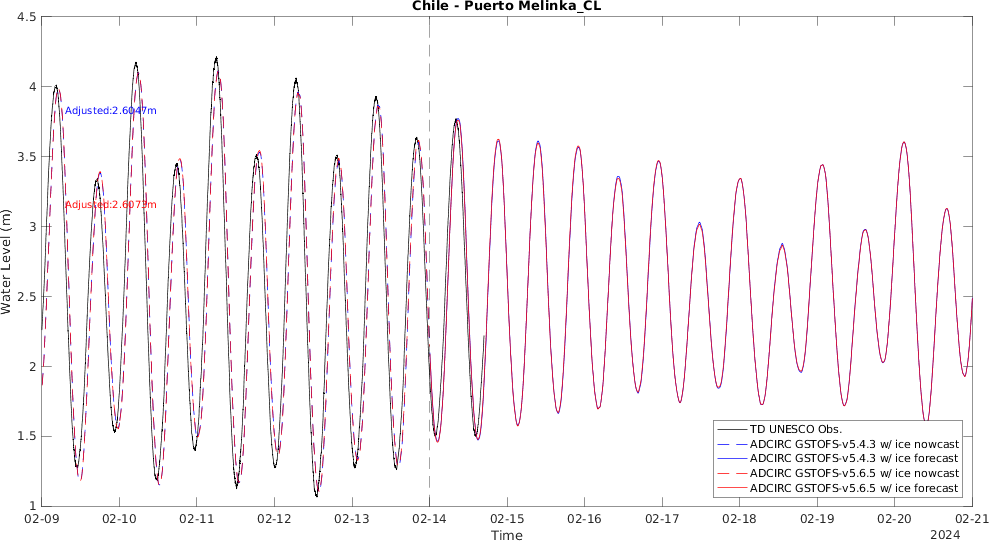 Chile - Puerto Melinka_CL
4.5
4
Adjusted:2.6047m
3.5
Adjusted:2.6073m
3
Water Level (m)
2.5
2
1.5
1
TD UNESCO Obs.
ADCIRC GSTOFS-v5.4.3 w/ ice nowcast
ADCIRC GSTOFS-v5.4.3 w/ ice forecast
ADCIRC GSTOFS-v5.6.5 w/ ice nowcast
ADCIRC GSTOFS-v5.6.5 w/ ice forecast
02-09 02-10 02-11 02-12 02-13 02-14 02-15 02-16 02-17 02-18 02-19 02-20 02-21
Time
2024